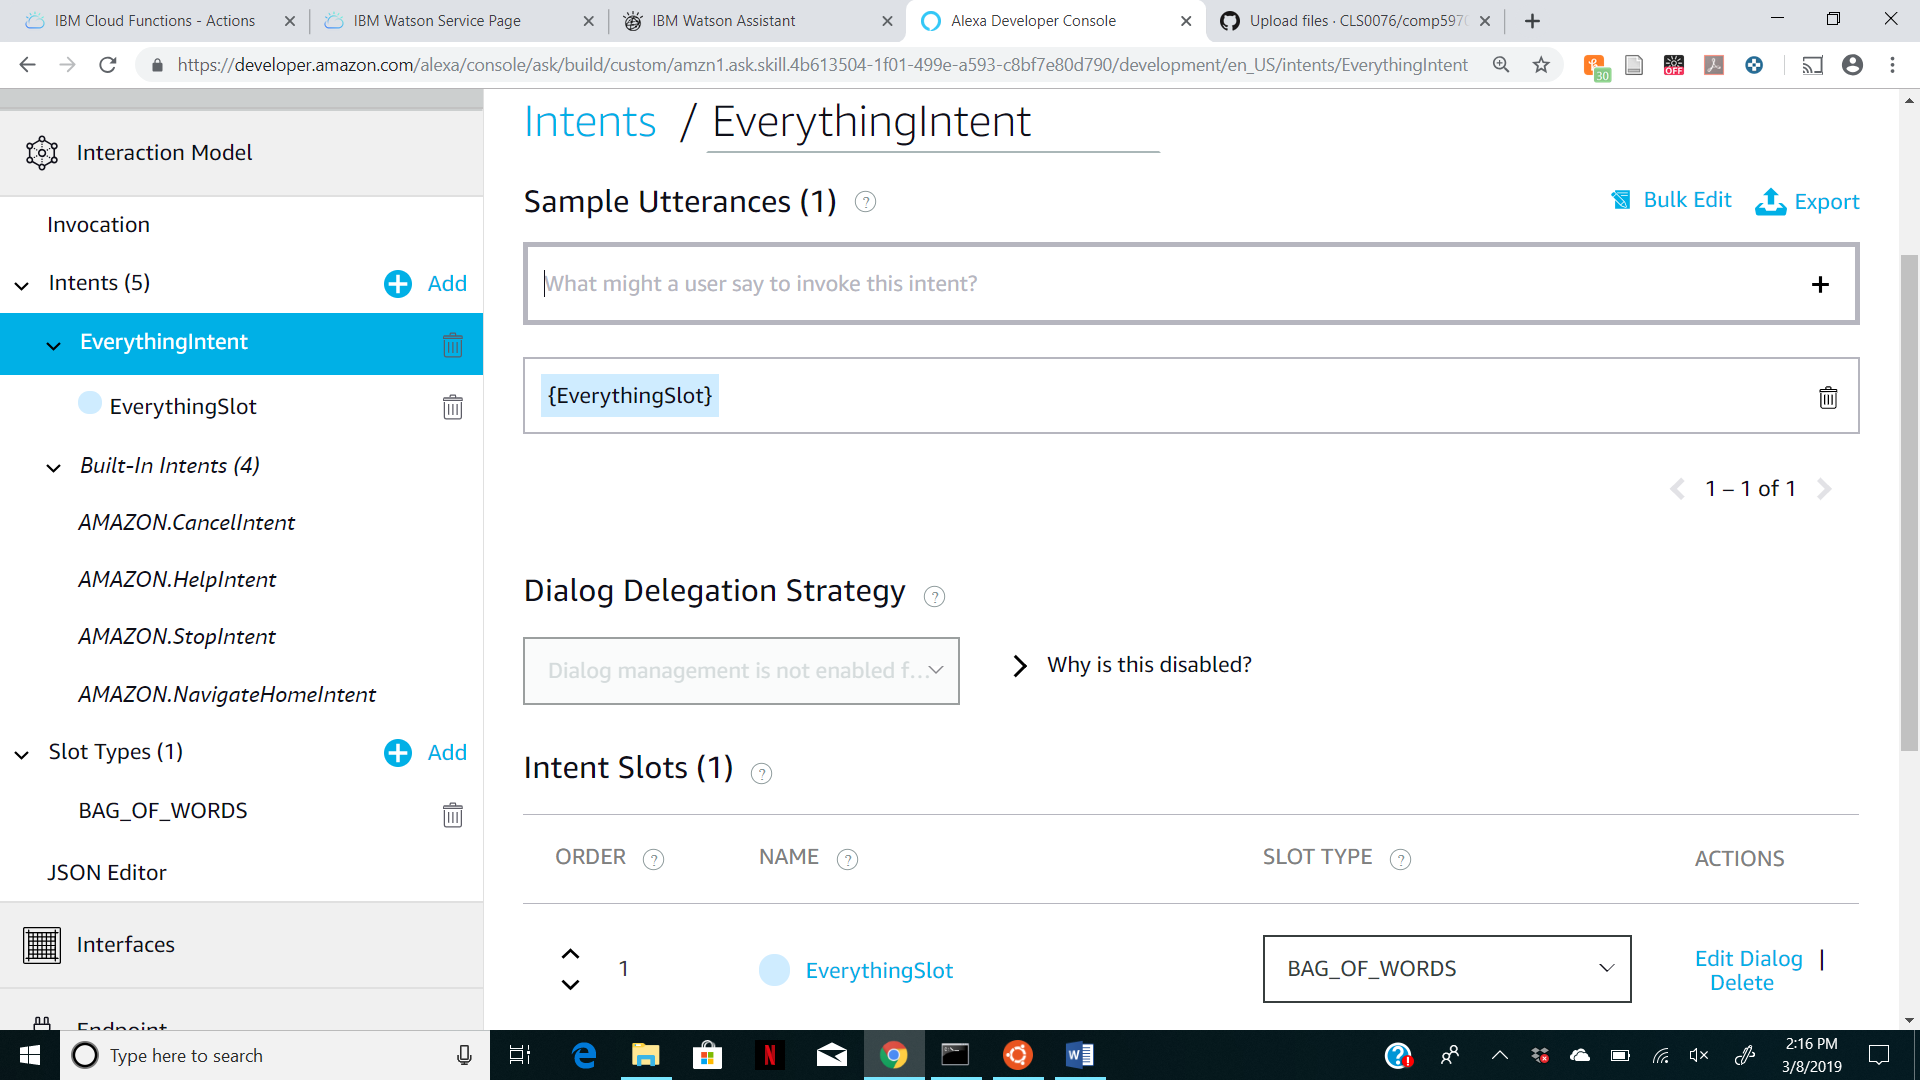 IBM Cloud Functions - Actions
IBM Watson Service Page
IBM Watson Assistant
Alexa Developer Console
Upload files · CLS0076/comp597
https://developer.amazon.com/alexa/console/ask/build/custom/amzn1.ask.skill.4b613504-1f01-499e-a593-c8bf7e80d790/development/en_US/intents/EverythingIntent
30
OFF
Interaction Model
Invocation
Intents (5)
Add
EverythingIntent
EverythingSlot
Built-In Intents (4)
AMAZON.CancelIntent
AMAZON.HelpIntent
AMAZON.StopIntent
AMAZON.NavigateHomeIntent
Slot Types (1)
Add
BAG_OF_WORDS
JSON Editor
Interfaces
Endpoint
Intents / EverythingIntent
Sample Utterances (1) ?
Bulk Edit
Export
What might a user say to invoke this intent?
{EverythingSlot}
1 – 1 of 1
Dialog Delegation Strategy ?
Dialog management is not enabled f...
Why is this disabled?
Intent Slots (1) ?
ORDER ? NAME ? SLOT TYPE ? ACTIONS
1 EverythingSlot BAG_OF_WORDS Edit Dialog |
Delete
Type here to search
2:16 PM
3/8/2019